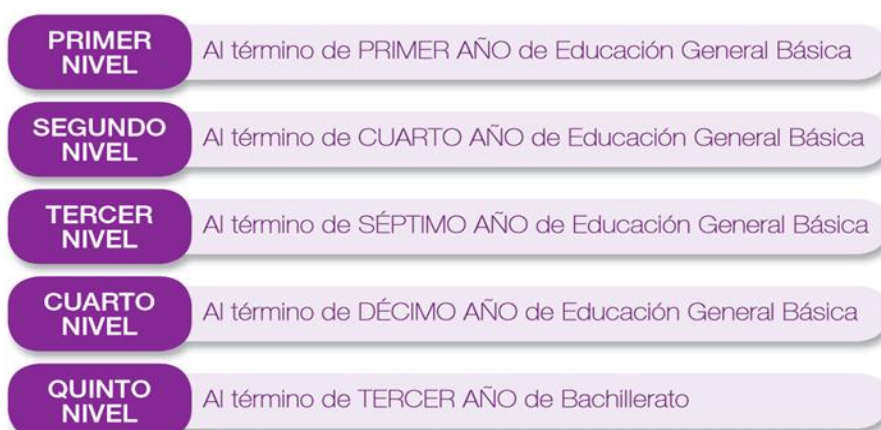 PRIMER
NIVEL
Al término de PRIMER AÑO de Educación General Básica
SEGUNDO
NIVEL
Al término de CUARTO AÑO de Educación General Básica
TERCER
NIVEL
Al término de SÉPTIMO AÑO de Educación General Básica
CUARTO
NIVEL
Al término de DÉCIMO AÑO de Educación General Básica
QUINTO
NIVEL
Al término de TERCER AÑO de Bachillerato